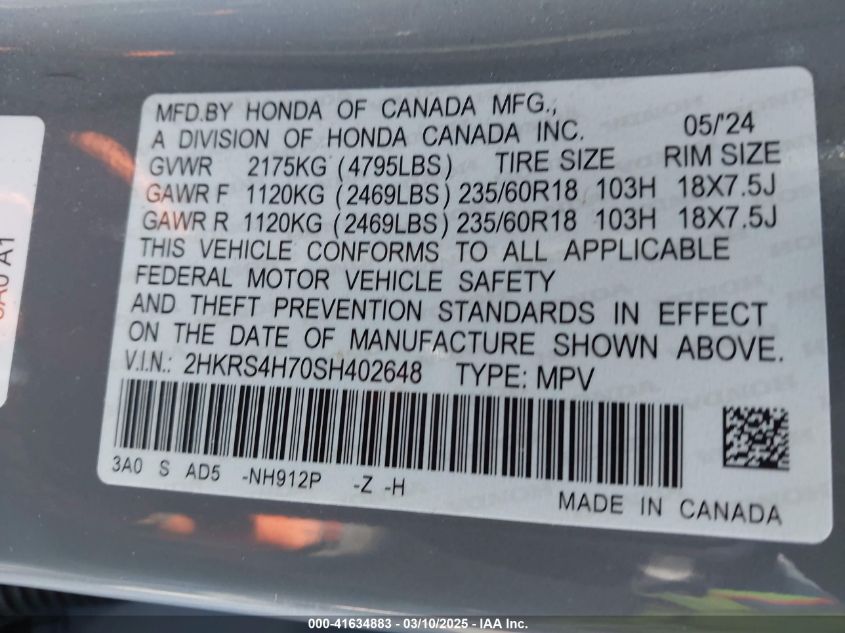 MFD.BY HONDA OF CANADA MFG.,
A DIVISION OF HONDA CANADA INC. 05/'24
GVWR 2175KG (4795LBS) TIRE SIZE RIM SIZE
GAWR F 1120KG (2469LBS) 235/60R18 103H 18X7.5J
GAWR R 1120KG (2469LBS) 235/60R18 103H 18X7.5J
THIS VEHICLE CONFORMS TO ALL APPLICABLE
FEDERAL MOTOR VEHICLE SAFETY
AND THEFT PREVENTION STANDARDS IN EFFECT
ON THE DATE OF MANUFACTURE SHOWN ABOVE.
V.I.N.: 2HKRS4H70SH402648 TYPE: MPV
3A0 S AD5 -NH912P -Z -H
MADE IN CANADA
000-41634883 - 03/10/2025 - IAA Inc.